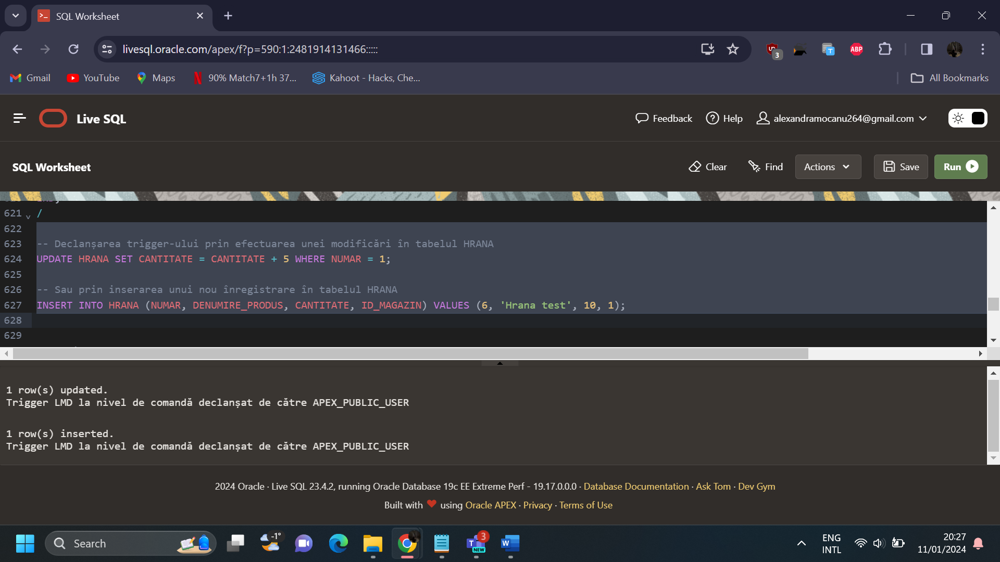 SQL Worksheet
livesql.oracle.com/apex/f?p=590:1:2481914131466:::::
3
ABP
Gmail
YouTube
Maps
90% Match7+1h 37...
Kahoot - Hacks, Che...
All Bookmarks
Live SQL
Feedback
Help
alexandramocanu264@gmail.com
SQL Worksheet
Clear
Find
Actions
Save
Run
621 /
622
623 -- Declanșarea trigger-ului prin efectuarea unei modificări în tabelul HRANA
624 UPDATE HRANA SET CANTITATE = CANTITATE + 5 WHERE NUMAR = 1;
625
626 -- Sau prin inserarea unui nou înregistrare în tabelul HRANA
627 INSERT INTO HRANA (NUMAR, DENUMIRE_PRODUS, CANTITATE, ID_MAGAZIN) VALUES (6, 'Hrana test', 10, 1);
628
629
1 row(s) updated.
Trigger LMD la nivel de comandă declanșat de către APEX_PUBLIC_USER
1 row(s) inserted.
Trigger LMD la nivel de comandă declanșat de către APEX_PUBLIC_USER
2024 Oracle · Live SQL 23.4.2, running Oracle Database 19c EE Extreme Perf - 19.17.0.0.0 · Database Documentation · Ask Tom · Dev Gym
Built with ❤ using Oracle APEX · Privacy · Terms of Use
Search
-1°
3
T
NEW
W
ENG
INTL
20:27
11/01/2024